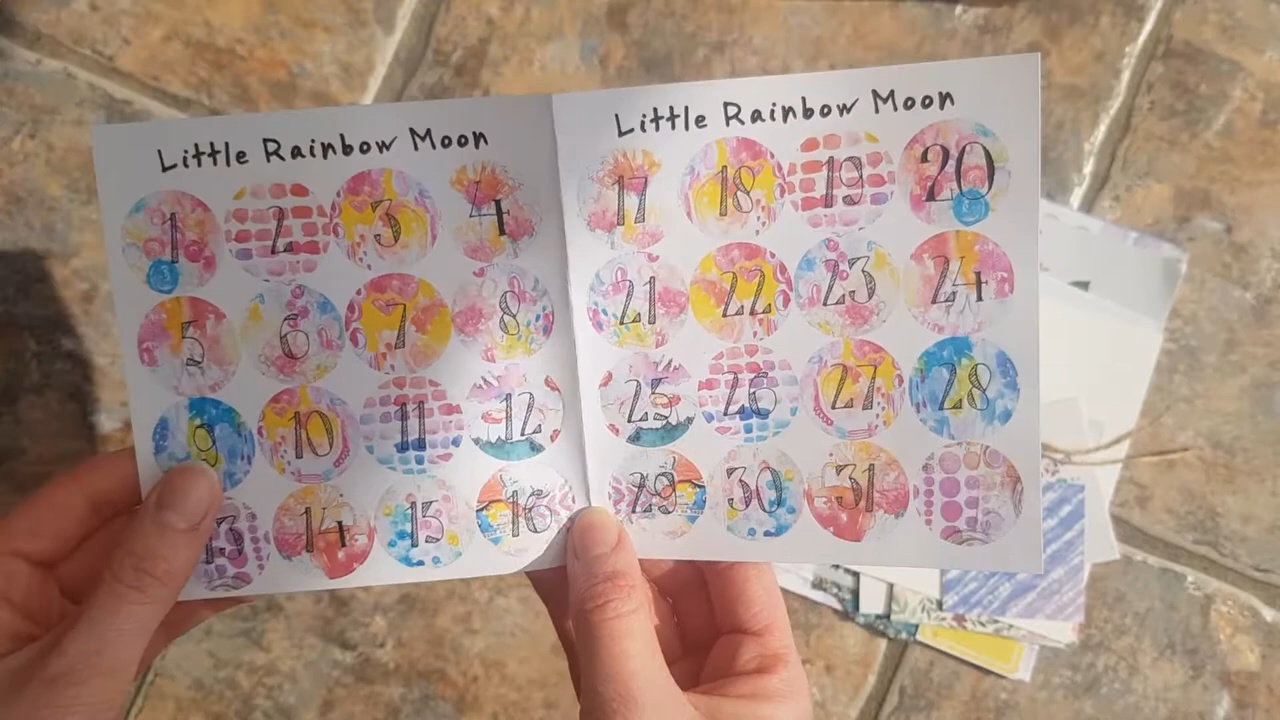 Little Rainbow Moon
1 2 3 4
5 6 7 8
9 10 11 12
13 14 15 16
Little Rainbow Moon
17 18 19 20
21 22 23 24
25 26 27 28
29 30 31